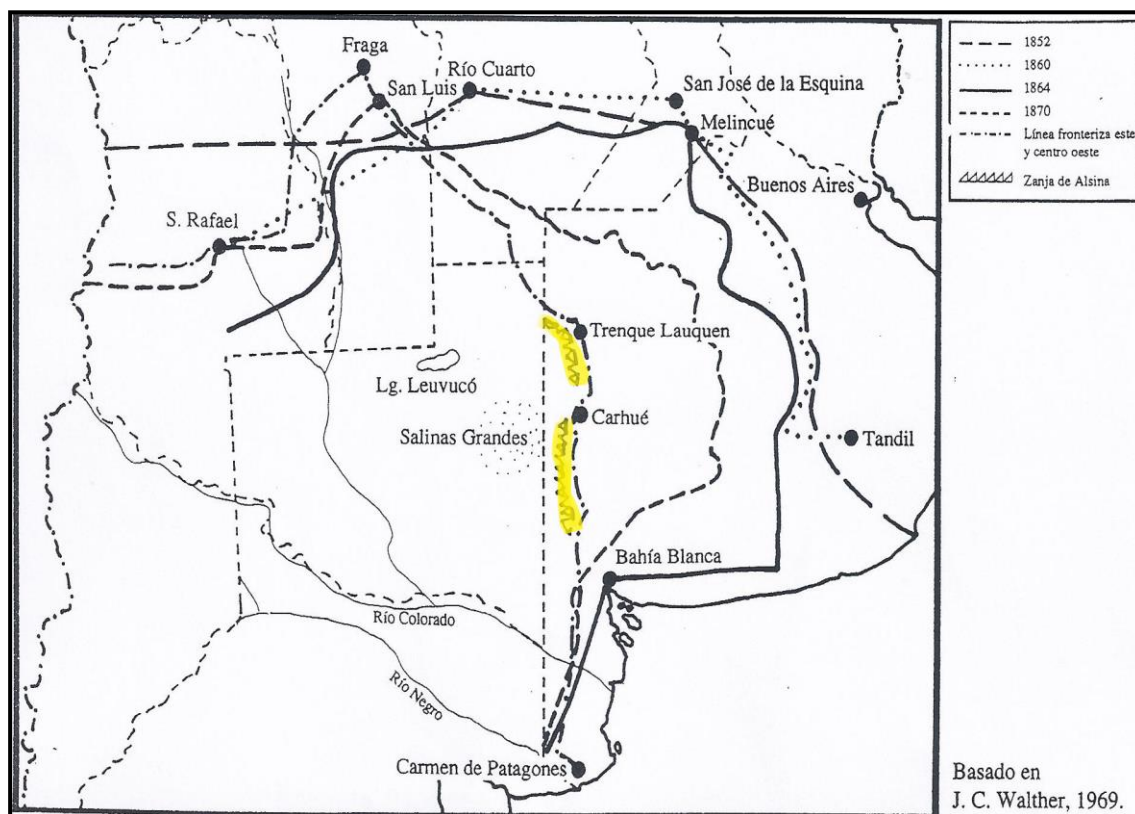 Fraga
San Luis
Río Cuarto
San José de la Esquina
Melincué
Buenos Aires
S. Rafael
Trenque Lauquen
Lg. Leuvucó
Carhué
Salinas Grandes
Tandil
Bahía Blanca
Río Colorado
Río Negro
Carmen de Patagones
1852
1860
1864
1870
Línea fronteriza este
y centro oeste
Zanja de Alsina
Basado en
J. C. Walther, 1969.